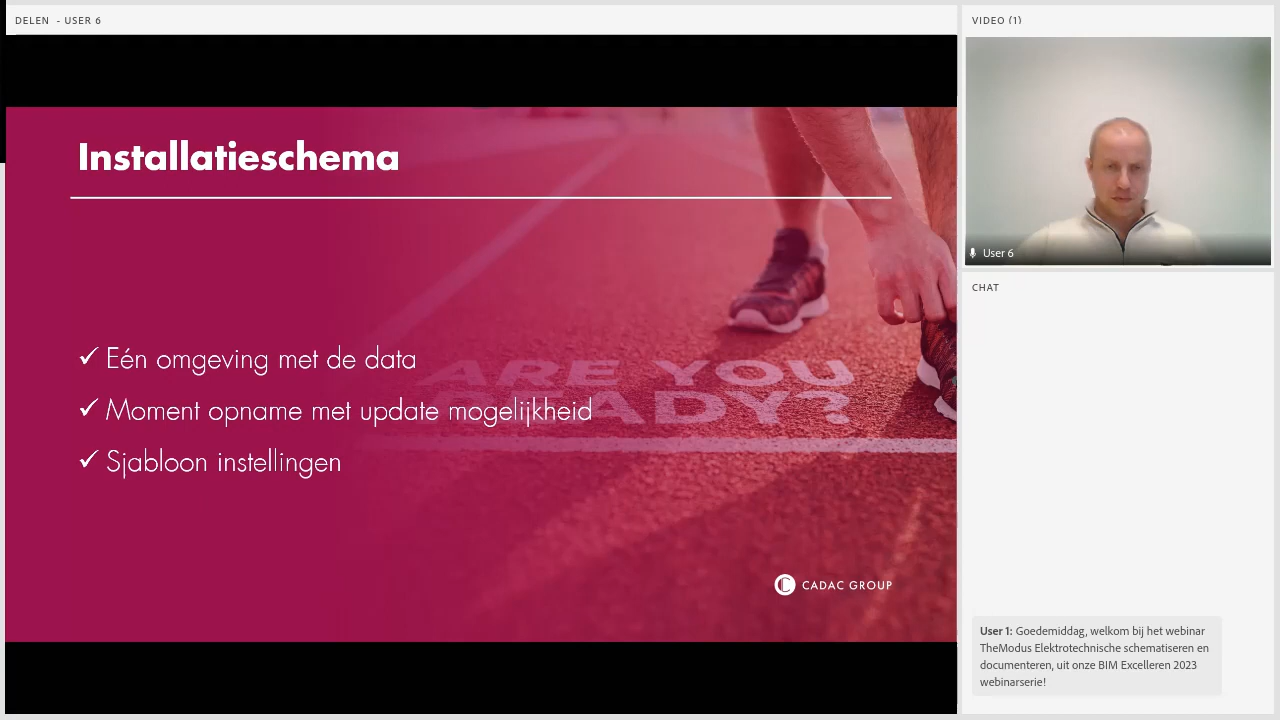 DELEN - USER 6
VIDEO (1)
Installatieschema
✓ Eén omgeving met de data
✓ Moment opname met update mogelijkheid
✓ Sjabloon instellingen
ARE YOU
READY?
CADAC GROUP
User 6
CHAT
User 1: Goedemiddag, welkom bij het webinar
TheModus Elektrotechnische schematiseren en
documenteren, uit onze BIM Excelleren 2023
webinarserie!